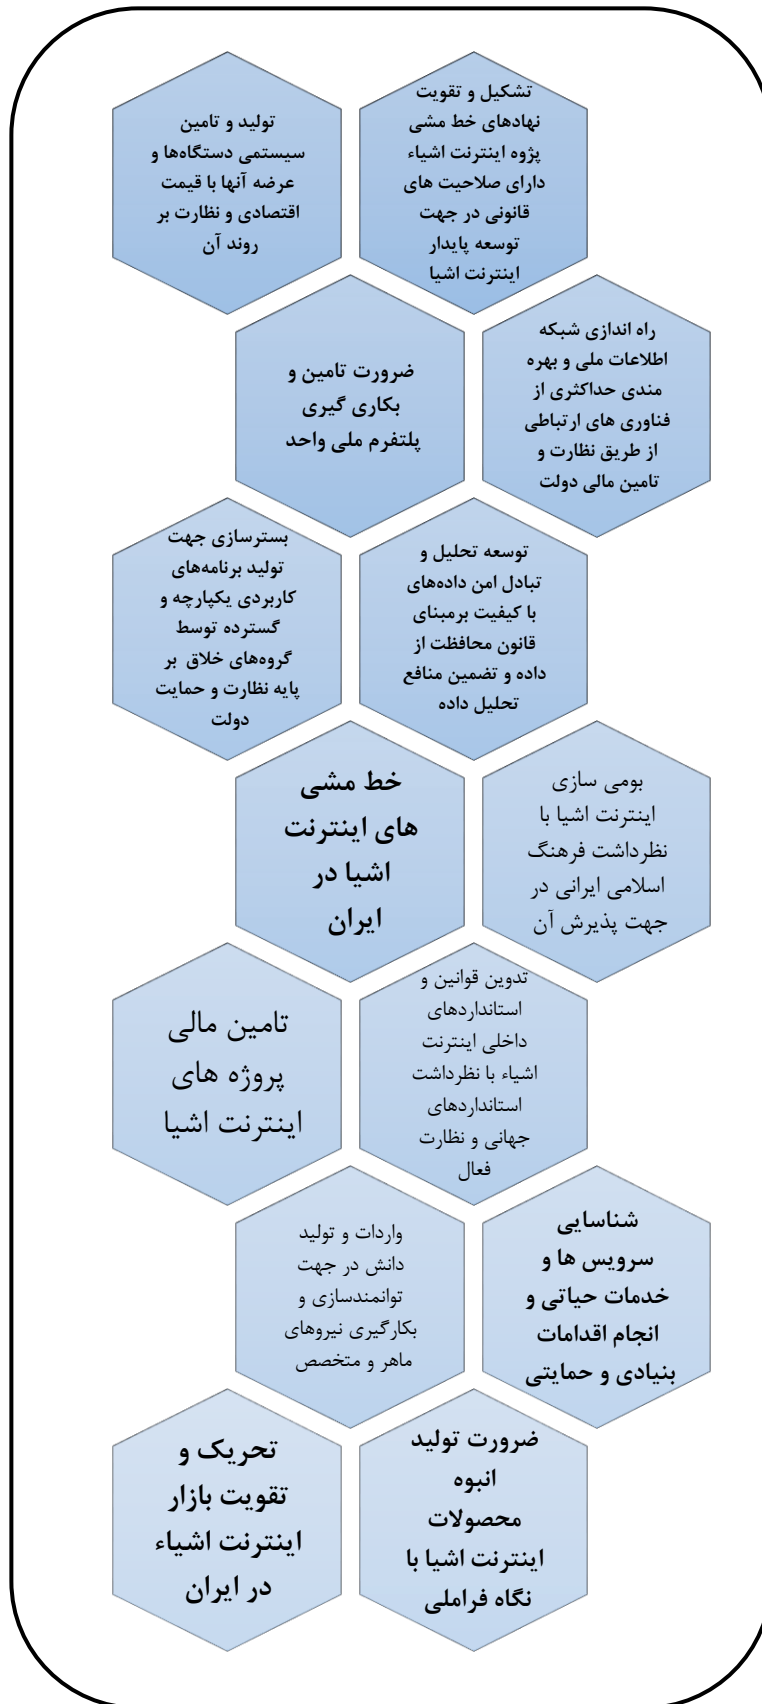 تشکیل و تقویت
نهادهای خط مشی
پژوه اینترنت اشیاء
دارای صلاحیت های
قانونی در جهت
توسعه پایدار
اینترنت اشیا
تولید و تامین
سیستمی دستگاه‌ها و
عرضه آنها با قیمت
اقتصادی و نظارت بر
روند آن
راه اندازی شبکه
اطلاعات ملی و بهره
مندی حداکثری از
فناوری های ارتباطی
از طریق نظارت و
تامین مالی دولت
ضرورت تامین و
بکاری گیری
پلتفرم ملی واحد
توسعه تحلیل و
تبادل امن داده‌های
با کیفیت برمبنای
قانون محافظت از
داده و تضمین منافع
تحلیل داده
بسترسازی جهت
تولید برنامه‌های
کاربردی یکپارچه و
گسترده توسط
گروه‌های خلاق بر
پایه نظارت و حمایت
دولت
بومی سازی
اینترنت اشیا با
نظرداشت فرهنگ
اسلامی ایرانی در
جهت پذیرش آن
خط مشی
های اینترنت
اشیا در
ایران
تدوین قوانین و
استانداردهای
داخلی اینترنت
اشیاء با نظرداشت
استانداردهای
جهانی و نظارت
فعال
تامین مالی
پروژه های
اینترنت اشیا
شناسایی
سرویس ها و
خدمات حیاتی و
انجام اقدامات
بنیادی و حمایتی
واردات و تولید
دانش در جهت
توانمندسازی و
بکارگیری نیروهای
ماهر و متخصص
ضرورت تولید
انبوه
محصولات
اینترنت اشیا با
نگاه فراملی
تحریک و
تقویت بازار
اینترنت اشیاء
در ایران